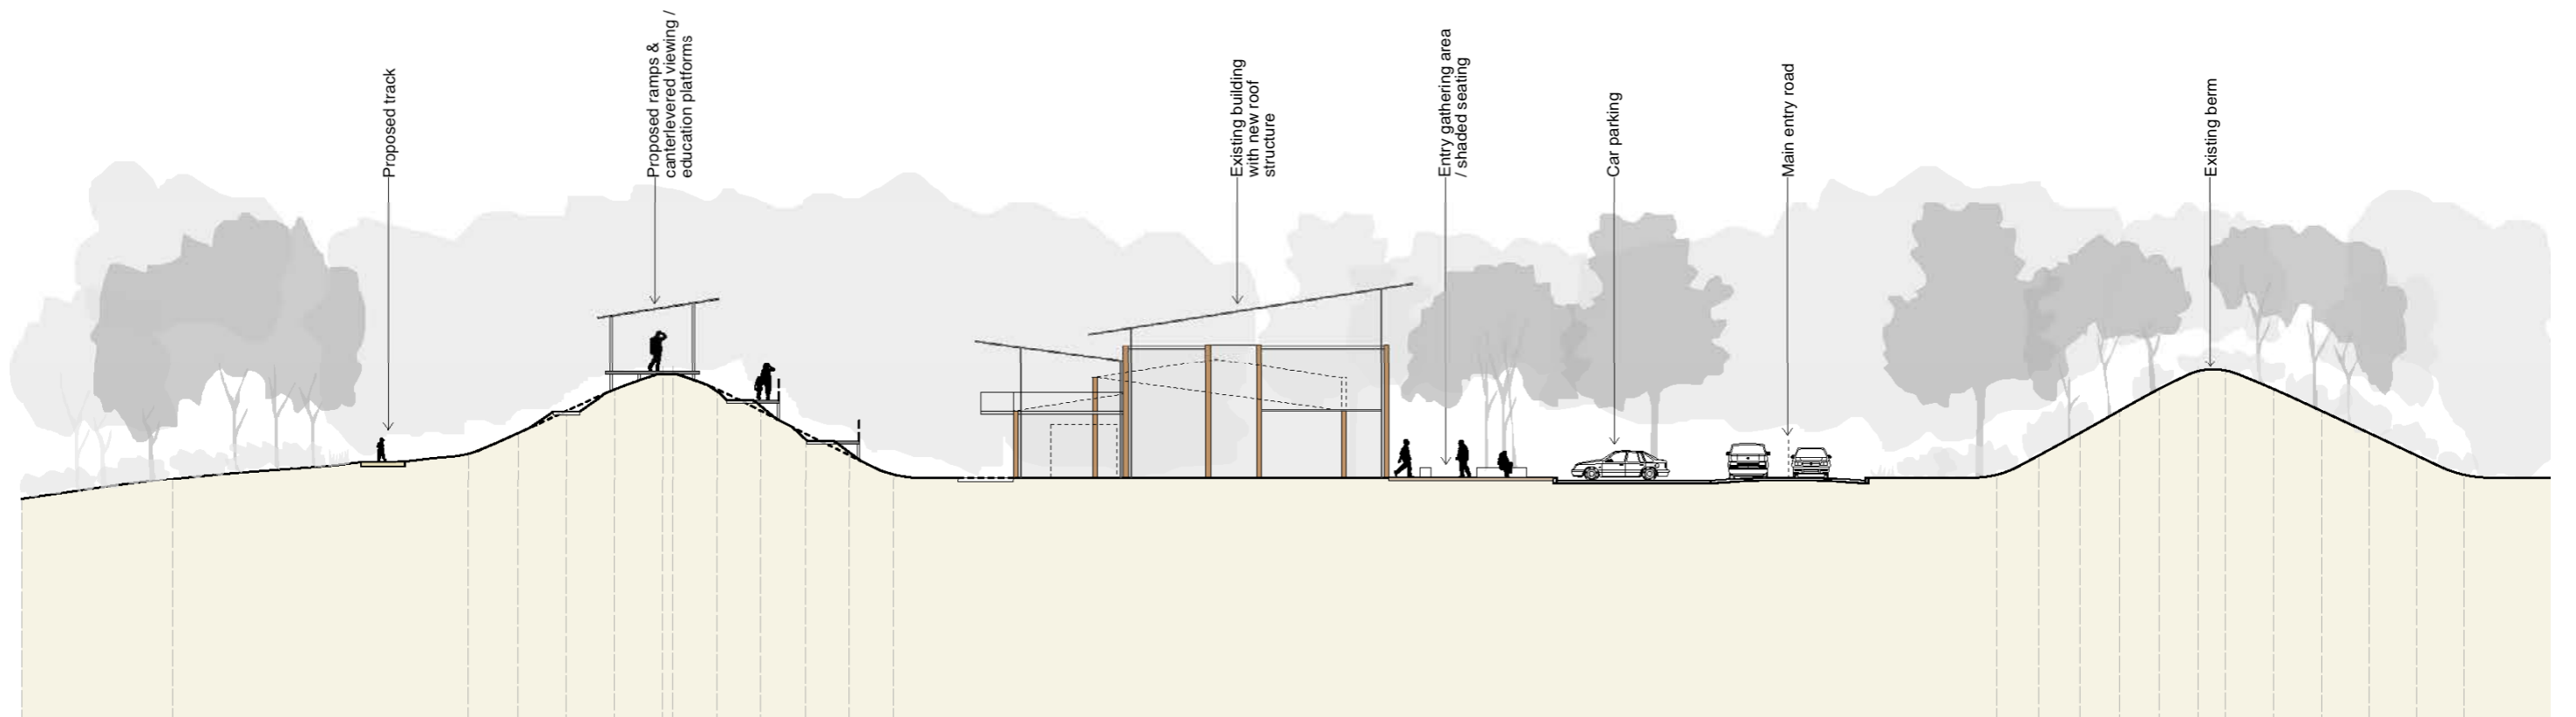 Proposed track
Proposed ramps &
canterlevered viewing /
education platforms
Existing building
with new roof
structure
Entry gathering area
/ shaded seating
Car parking
Main entry road
Existing berm